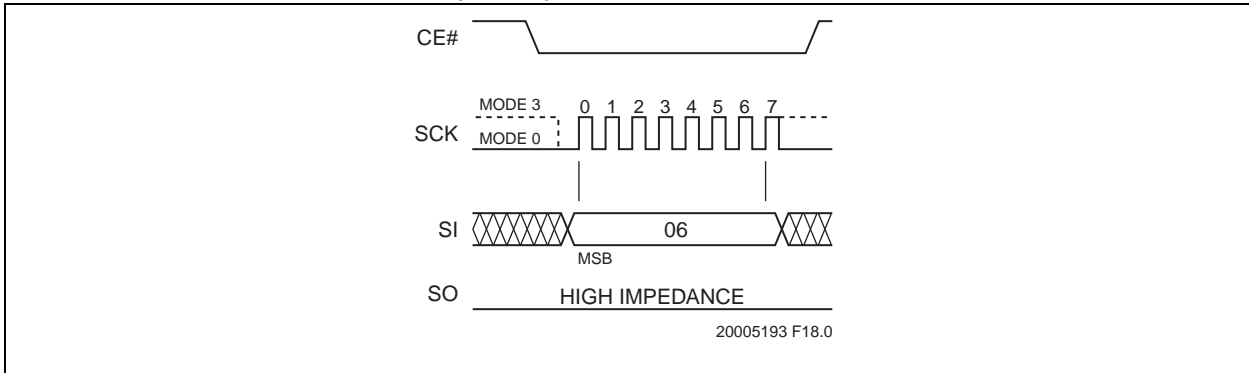 CE#
MODE 3
0 1 2 3 4 5 6 7
SCK
MODE 0
SI
06
MSB
SO
HIGH IMPEDANCE
20005193 F18.0